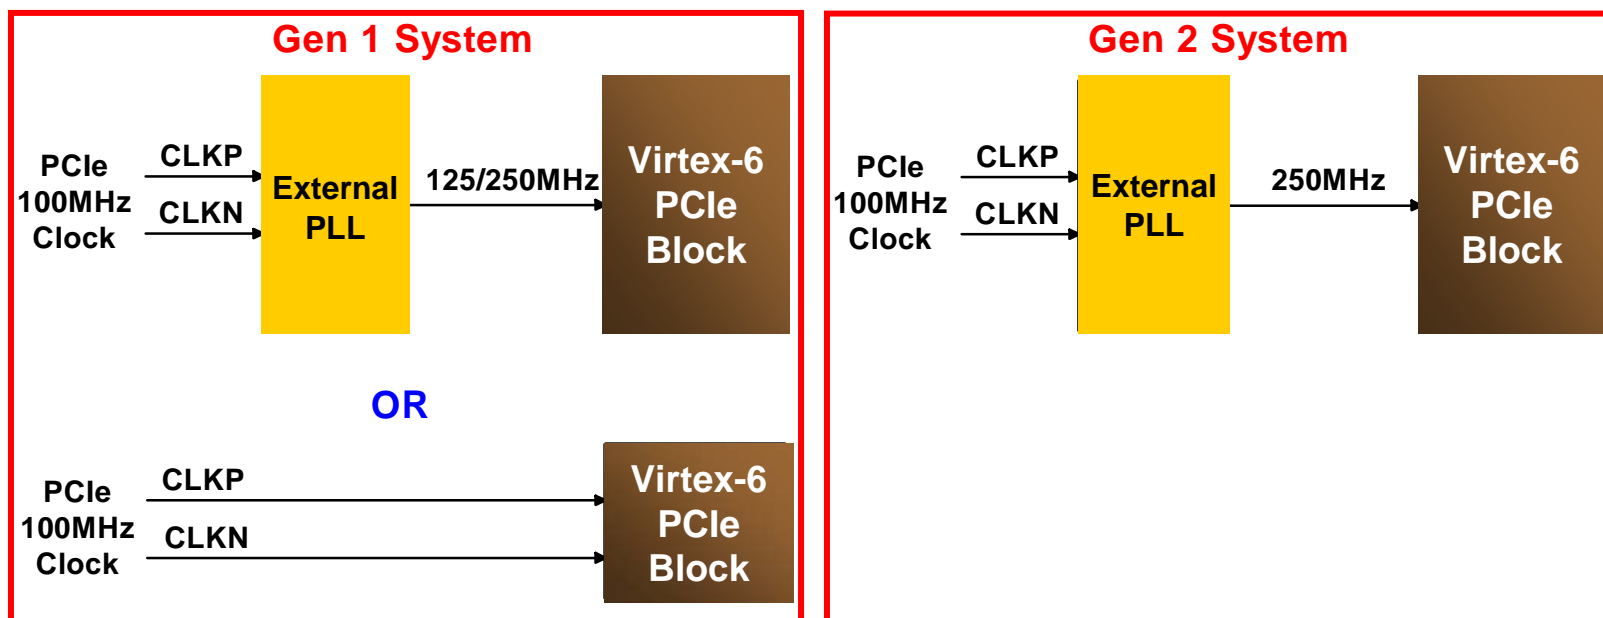 Gen 1 System
PCIe
100MHz
Clock
CLKP
CLKN
External
PLL
125/250MHz
Virtex-6
PCIe
Block
OR
PCIe
100MHz
Clock
CLKP
CLKN
Virtex-6
PCIe
Block
Gen 2 System
PCIe
100MHz
Clock
CLKP
CLKN
External
PLL
250MHz
Virtex-6
PCIe
Block